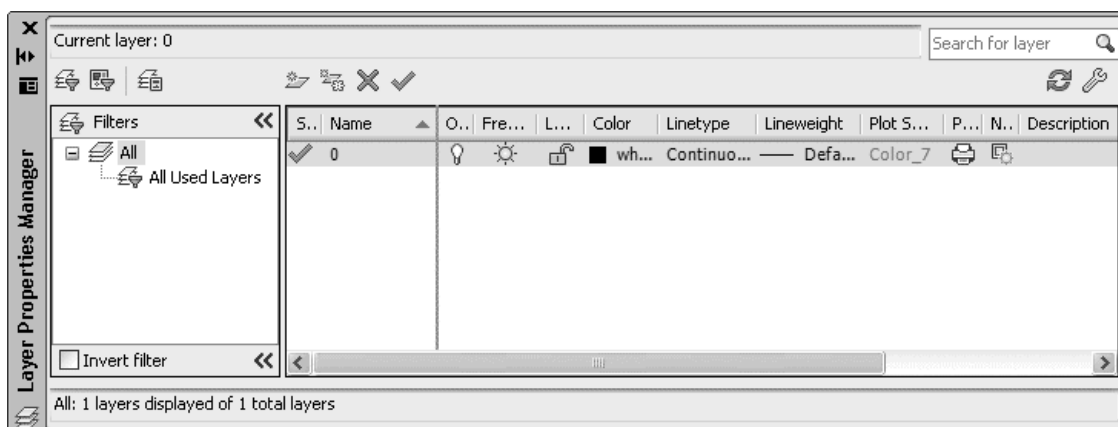 Current layer: 0
Search for layer
Filters
All
All Used Layers
Invert filter
S.. Name O.. Fre... L... Color Linetype Lineweight Plot S... P... N.. Description
0 wh... Continuo... Defa... Color_7
All: 1 layers displayed of 1 total layers
Layer Properties Manager